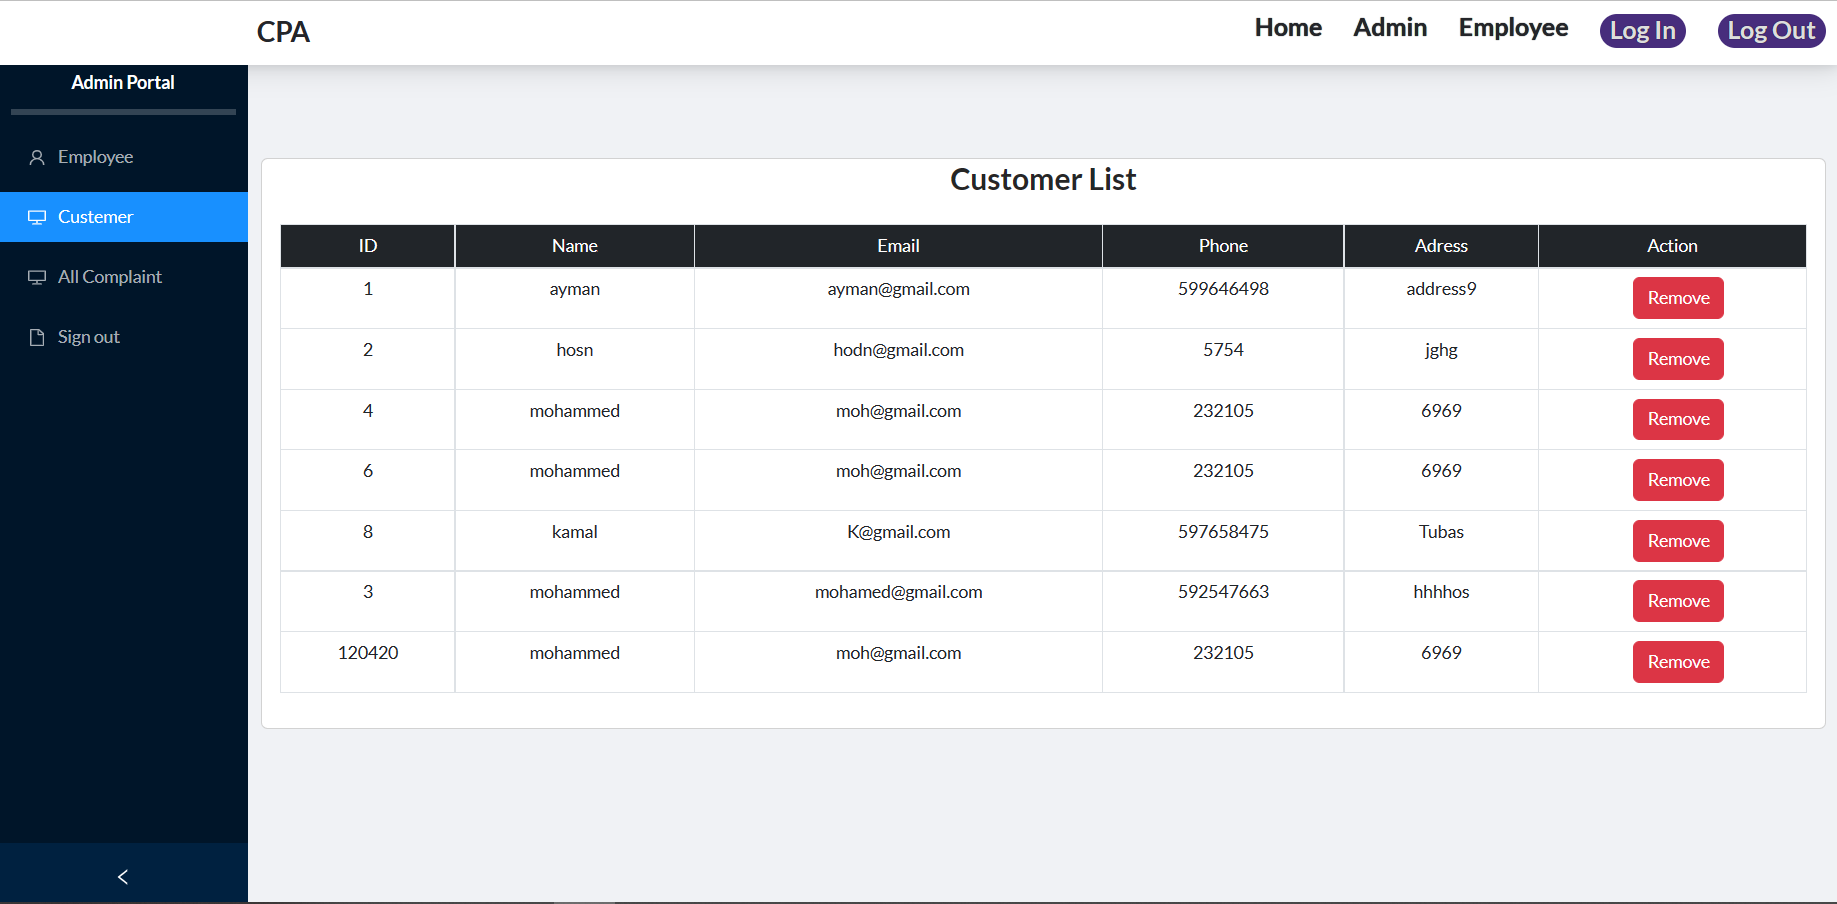 CPA
Home Admin Employee Log In Log Out
Admin Portal
Employee
Custemer
All Complaint
Sign out
Customer List
ID Name Email Phone Adress Action
1 ayman ayman@gmail.com 599646498 address9 Remove
2 hosn hodn@gmail.com 5754 jghg Remove
4 mohammed moh@gmail.com 232105 6969 Remove
6 mohammed moh@gmail.com 232105 6969 Remove
8 kamal K@gmail.com 597658475 Tubas Remove
3 mohammed mohamed@gmail.com 592547663 hhhhos Remove
120420 mohammed moh@gmail.com 232105 6969 Remove